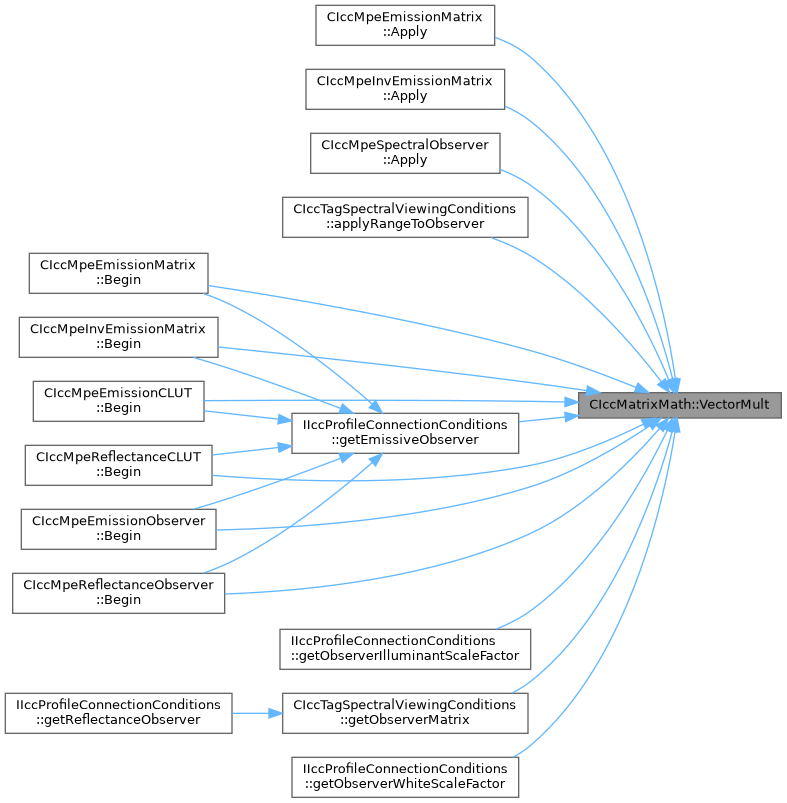 CIccMpeEmissionMatrix
::Apply
CIccMpeInvEmissionMatrix
::Apply
CIccMpeSpectralObserver
::Apply
CIccTagSpectralViewingConditions
::applyRangeToObserver
CIccMpeEmissionMatrix
::Begin
CIccMpeInvEmissionMatrix
::Begin
CIccMpeEmissionCLUT
::Begin
CIccMatrixMath::VectorMult
IIccProfileConnectionConditions
::getEmissiveObserver
CIccMpeReflectanceCLUT
::Begin
CIccMpeEmissionObserver
::Begin
CIccMpeReflectanceObserver
::Begin
IIccProfileConnectionConditions
::getObserverIlluminantScaleFactor
IIccProfileConnectionConditions
::getReflectanceObserver
CIccTagSpectralViewingConditions
::getObserverMatrix
IIccProfileConnectionConditions
::getObserverWhiteScaleFactor